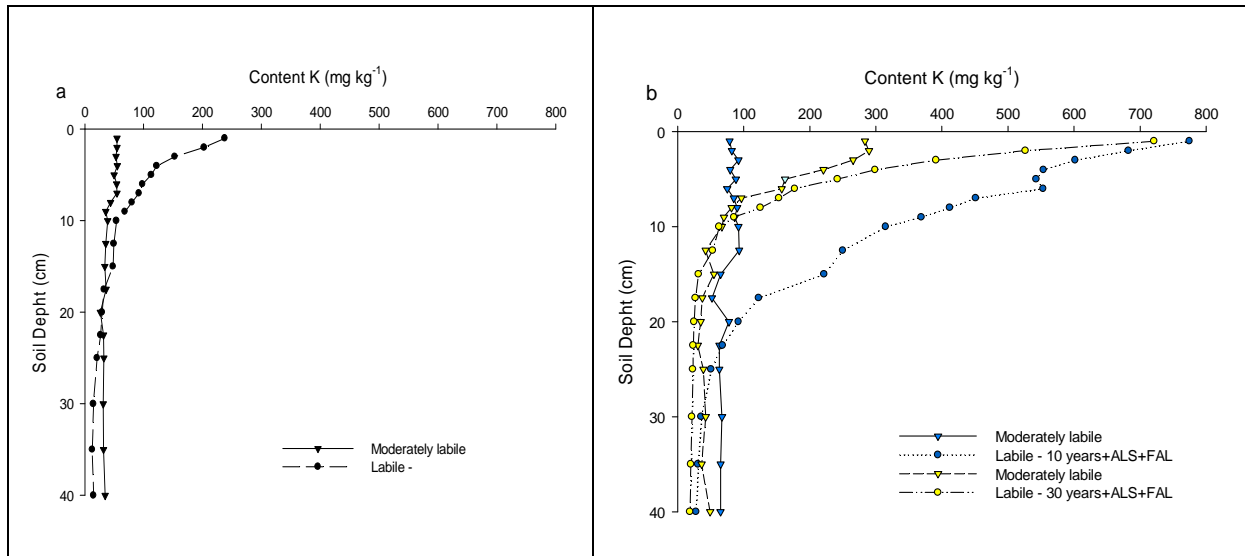 Content K (mg kg-1)
a
0 100 200 300 400 500 600 700 800
Soil Depht (cm)
0
10
20
30
40
Moderately labile
Labile -
Content K (mg kg-1)
b
0 100 200 300 400 500 600 700 800
Soil Depht (cm)
0
10
20
30
40
Moderately labile
Labile - 10 years+ALS+FAL
Moderately labile
Labile - 30 years+ALS+FAL